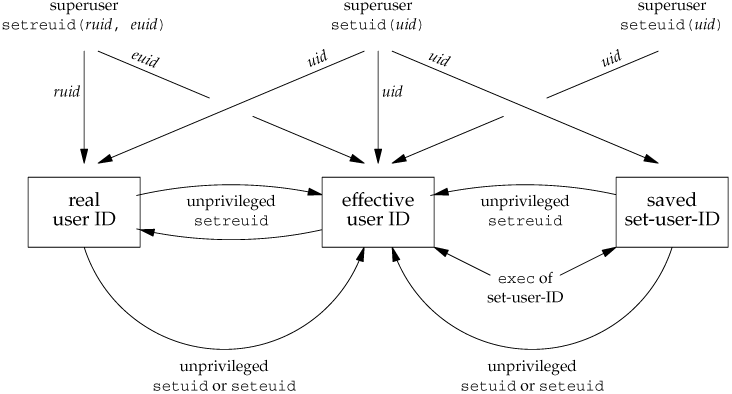 superuser
setreuid(ruid, euid)
superuser
setuid(uid)
superuser
seteuid(uid)
ruid
euid
uid
uid
uid
uid
real
user ID
unprivileged
setreuid
effective
user ID
unprivileged
setreuid
saved
set-user-ID
exec of
set-user-ID
unprivileged
setuid or seteuid
unprivileged
setuid or seteuid